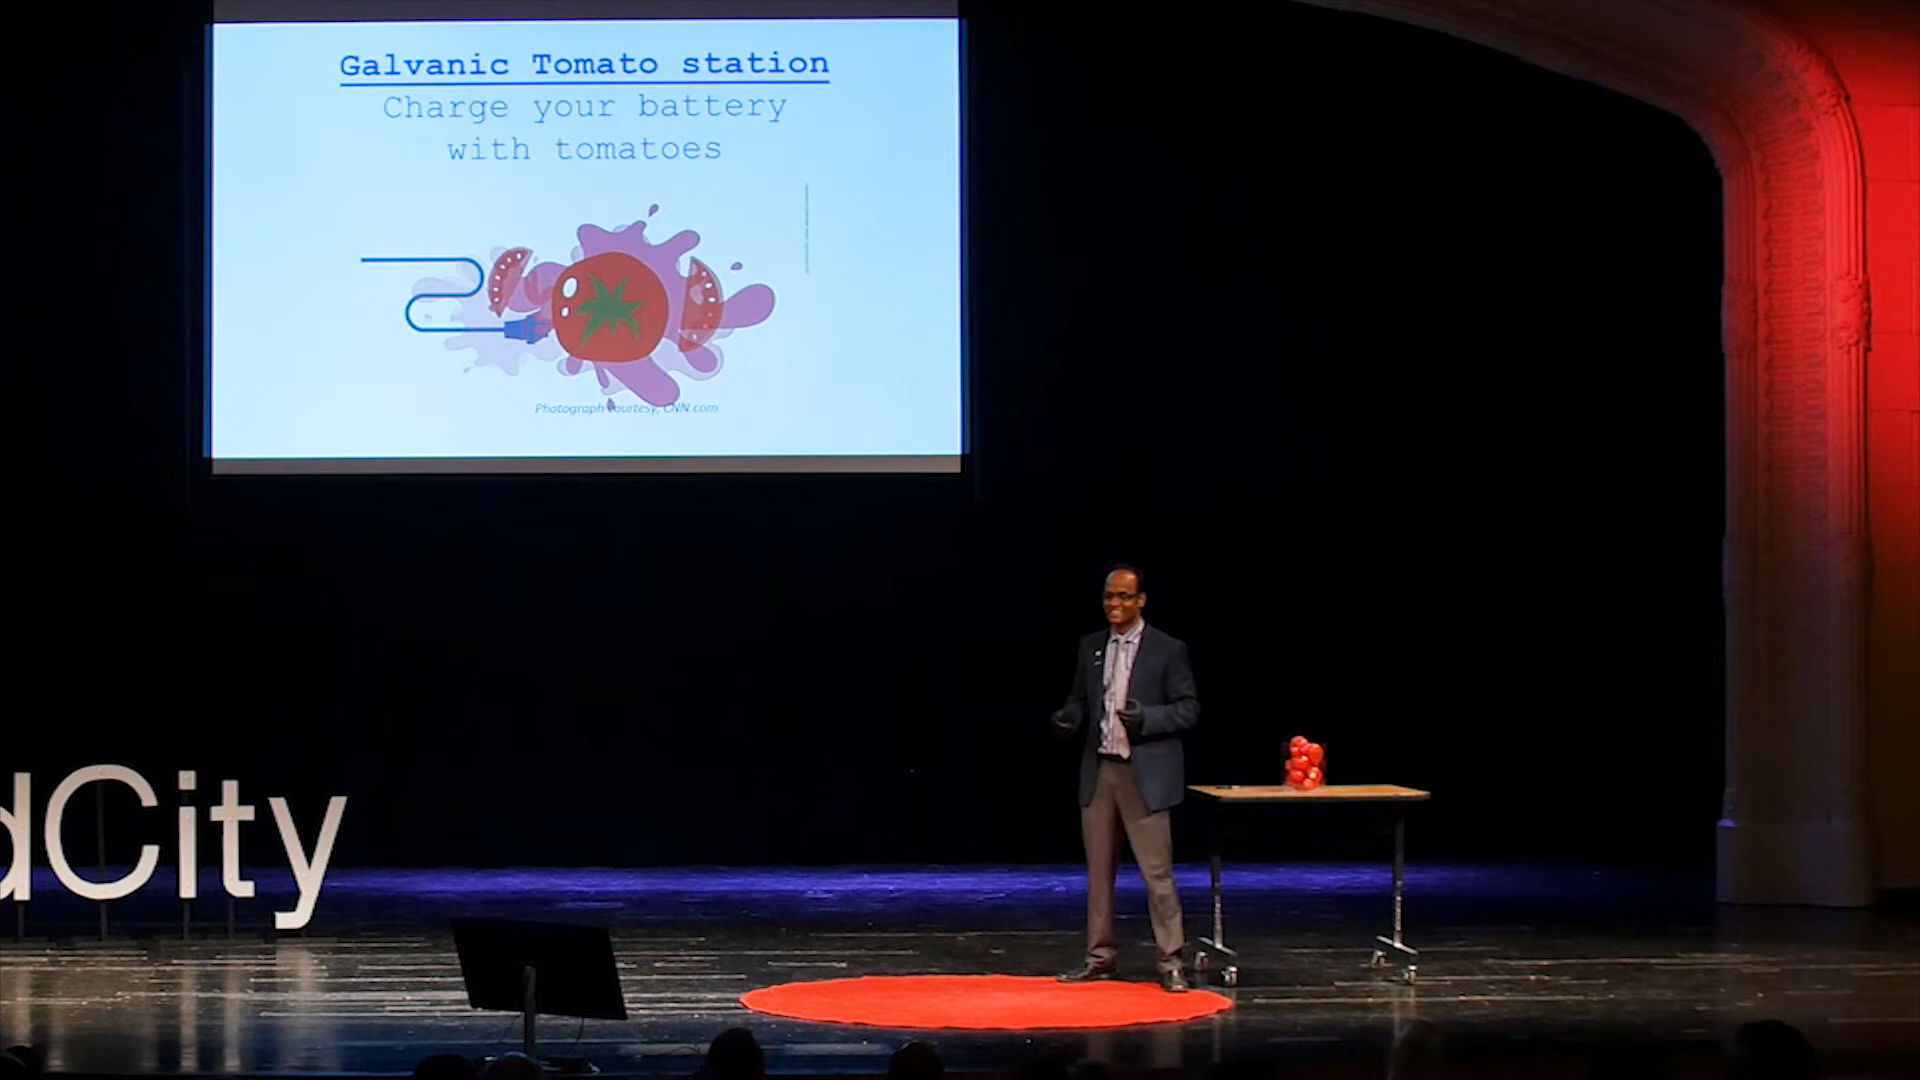 Galvanic Tomato station
Charge your battery
with tomatoes
Photograph courtesy, CNN.com
dCity